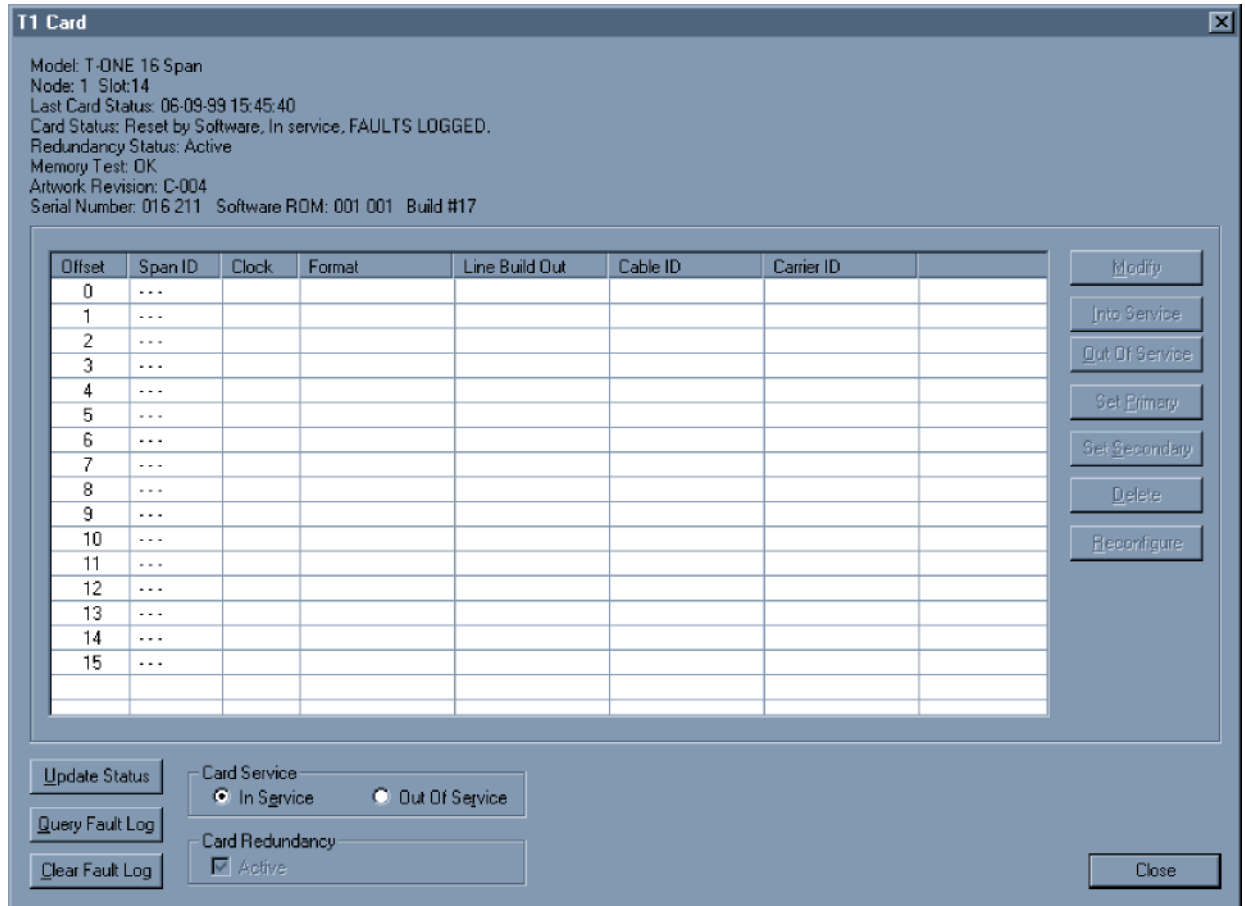 T1 Card
Model: T-ONE 16 Span
Node: 1 Slot:14
Last Card Status: 06-09-99 15:45:40
Card Status: Reset by Software, In service, FAULTS LOGGED.
Redundancy Status: Active
Memory Test: OK
Artwork Revision: C-004
Serial Number: 016 211 Software ROM: 001 001 Build #17
Offset Span ID Clock Format Line Build Out Cable ID Carrier ID
0 - - -
1 - - -
2 - - -
3 - - -
4 - - -
5 - - -
6 - - -
7 - - -
8 - - -
9 - - -
10 - - -
11 - - -
12 - - -
13 - - -
14 - - -
15 - - -
Modify
Into Service
Out Of Service
Set Primary
Set Secondary
Delete
Reconfigure
Update Status
Query Fault Log
Clear Fault Log
Card Service
In Service Out Of Service
Card Redundancy
Active
Close